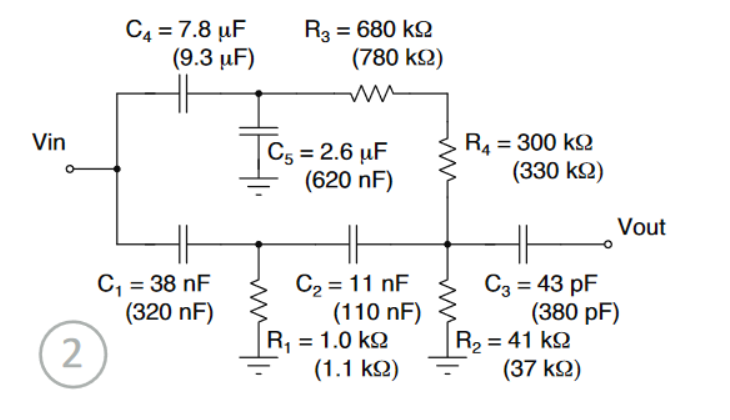 C₄ = 7.8 μF
(9.3 μF)
R₃ = 680 kΩ
(780 kΩ)
Vin
C₅ = 2.6 μF
(620 nF)
R₄ = 300 kΩ
(330 kΩ)
Vout
C₁ = 38 nF
(320 nF)
C₂ = 11 nF
(110 nF)
C₃ = 43 pF
(380 pF)
R₁ = 1.0 kΩ
(1.1 kΩ)
R₂ = 41 kΩ
(37 kΩ)
2